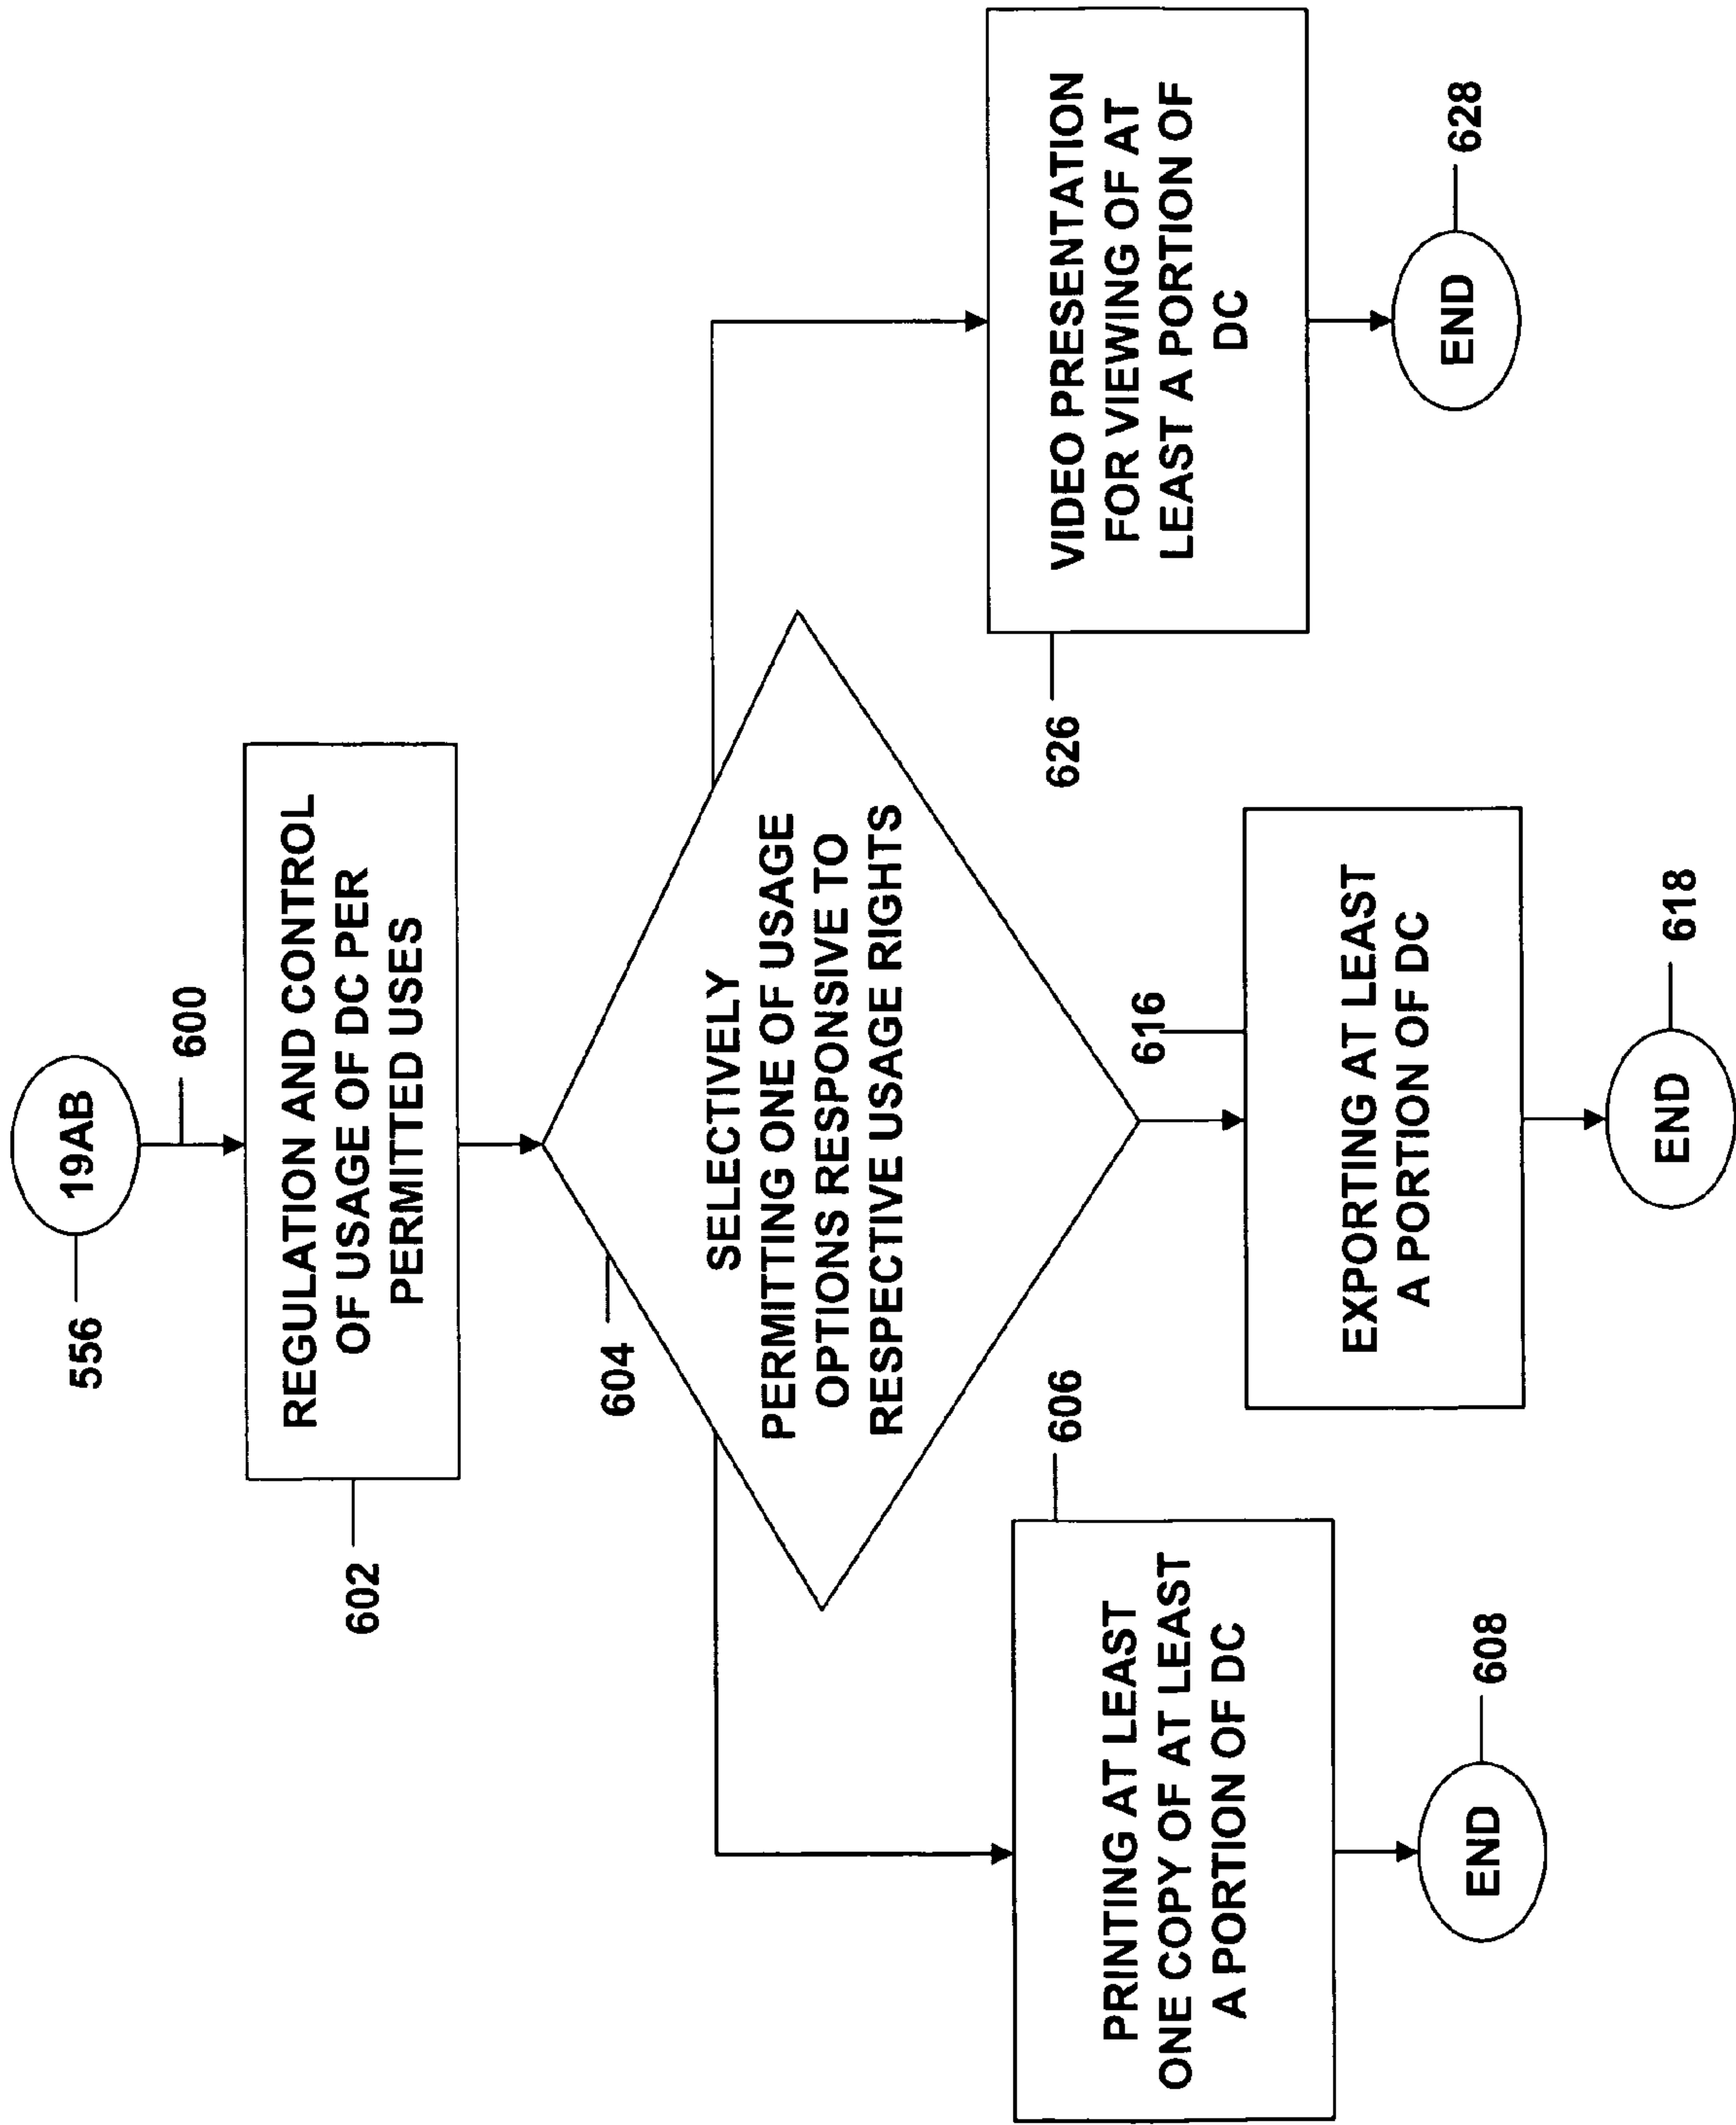 19AB
556
600
REGULATION AND CONTROL
OF USAGE OF DC PER
PERMITTED USES
602
SELECTIVELY
PERMITTING ONE OF USAGE
OPTIONS RESPONSIVE TO
RESPECTIVE USAGE RIGHTS
604
606
PRINTING AT LEAST
ONE COPY OF AT LEAST
A PORTION OF DC
END
608
616
EXPORTING AT LEAST
A PORTION OF DC
END
618
626
VIDEO PRESENTATION
FOR VIEWING OF AT
LEAST A PORTION OF
DC
END
628